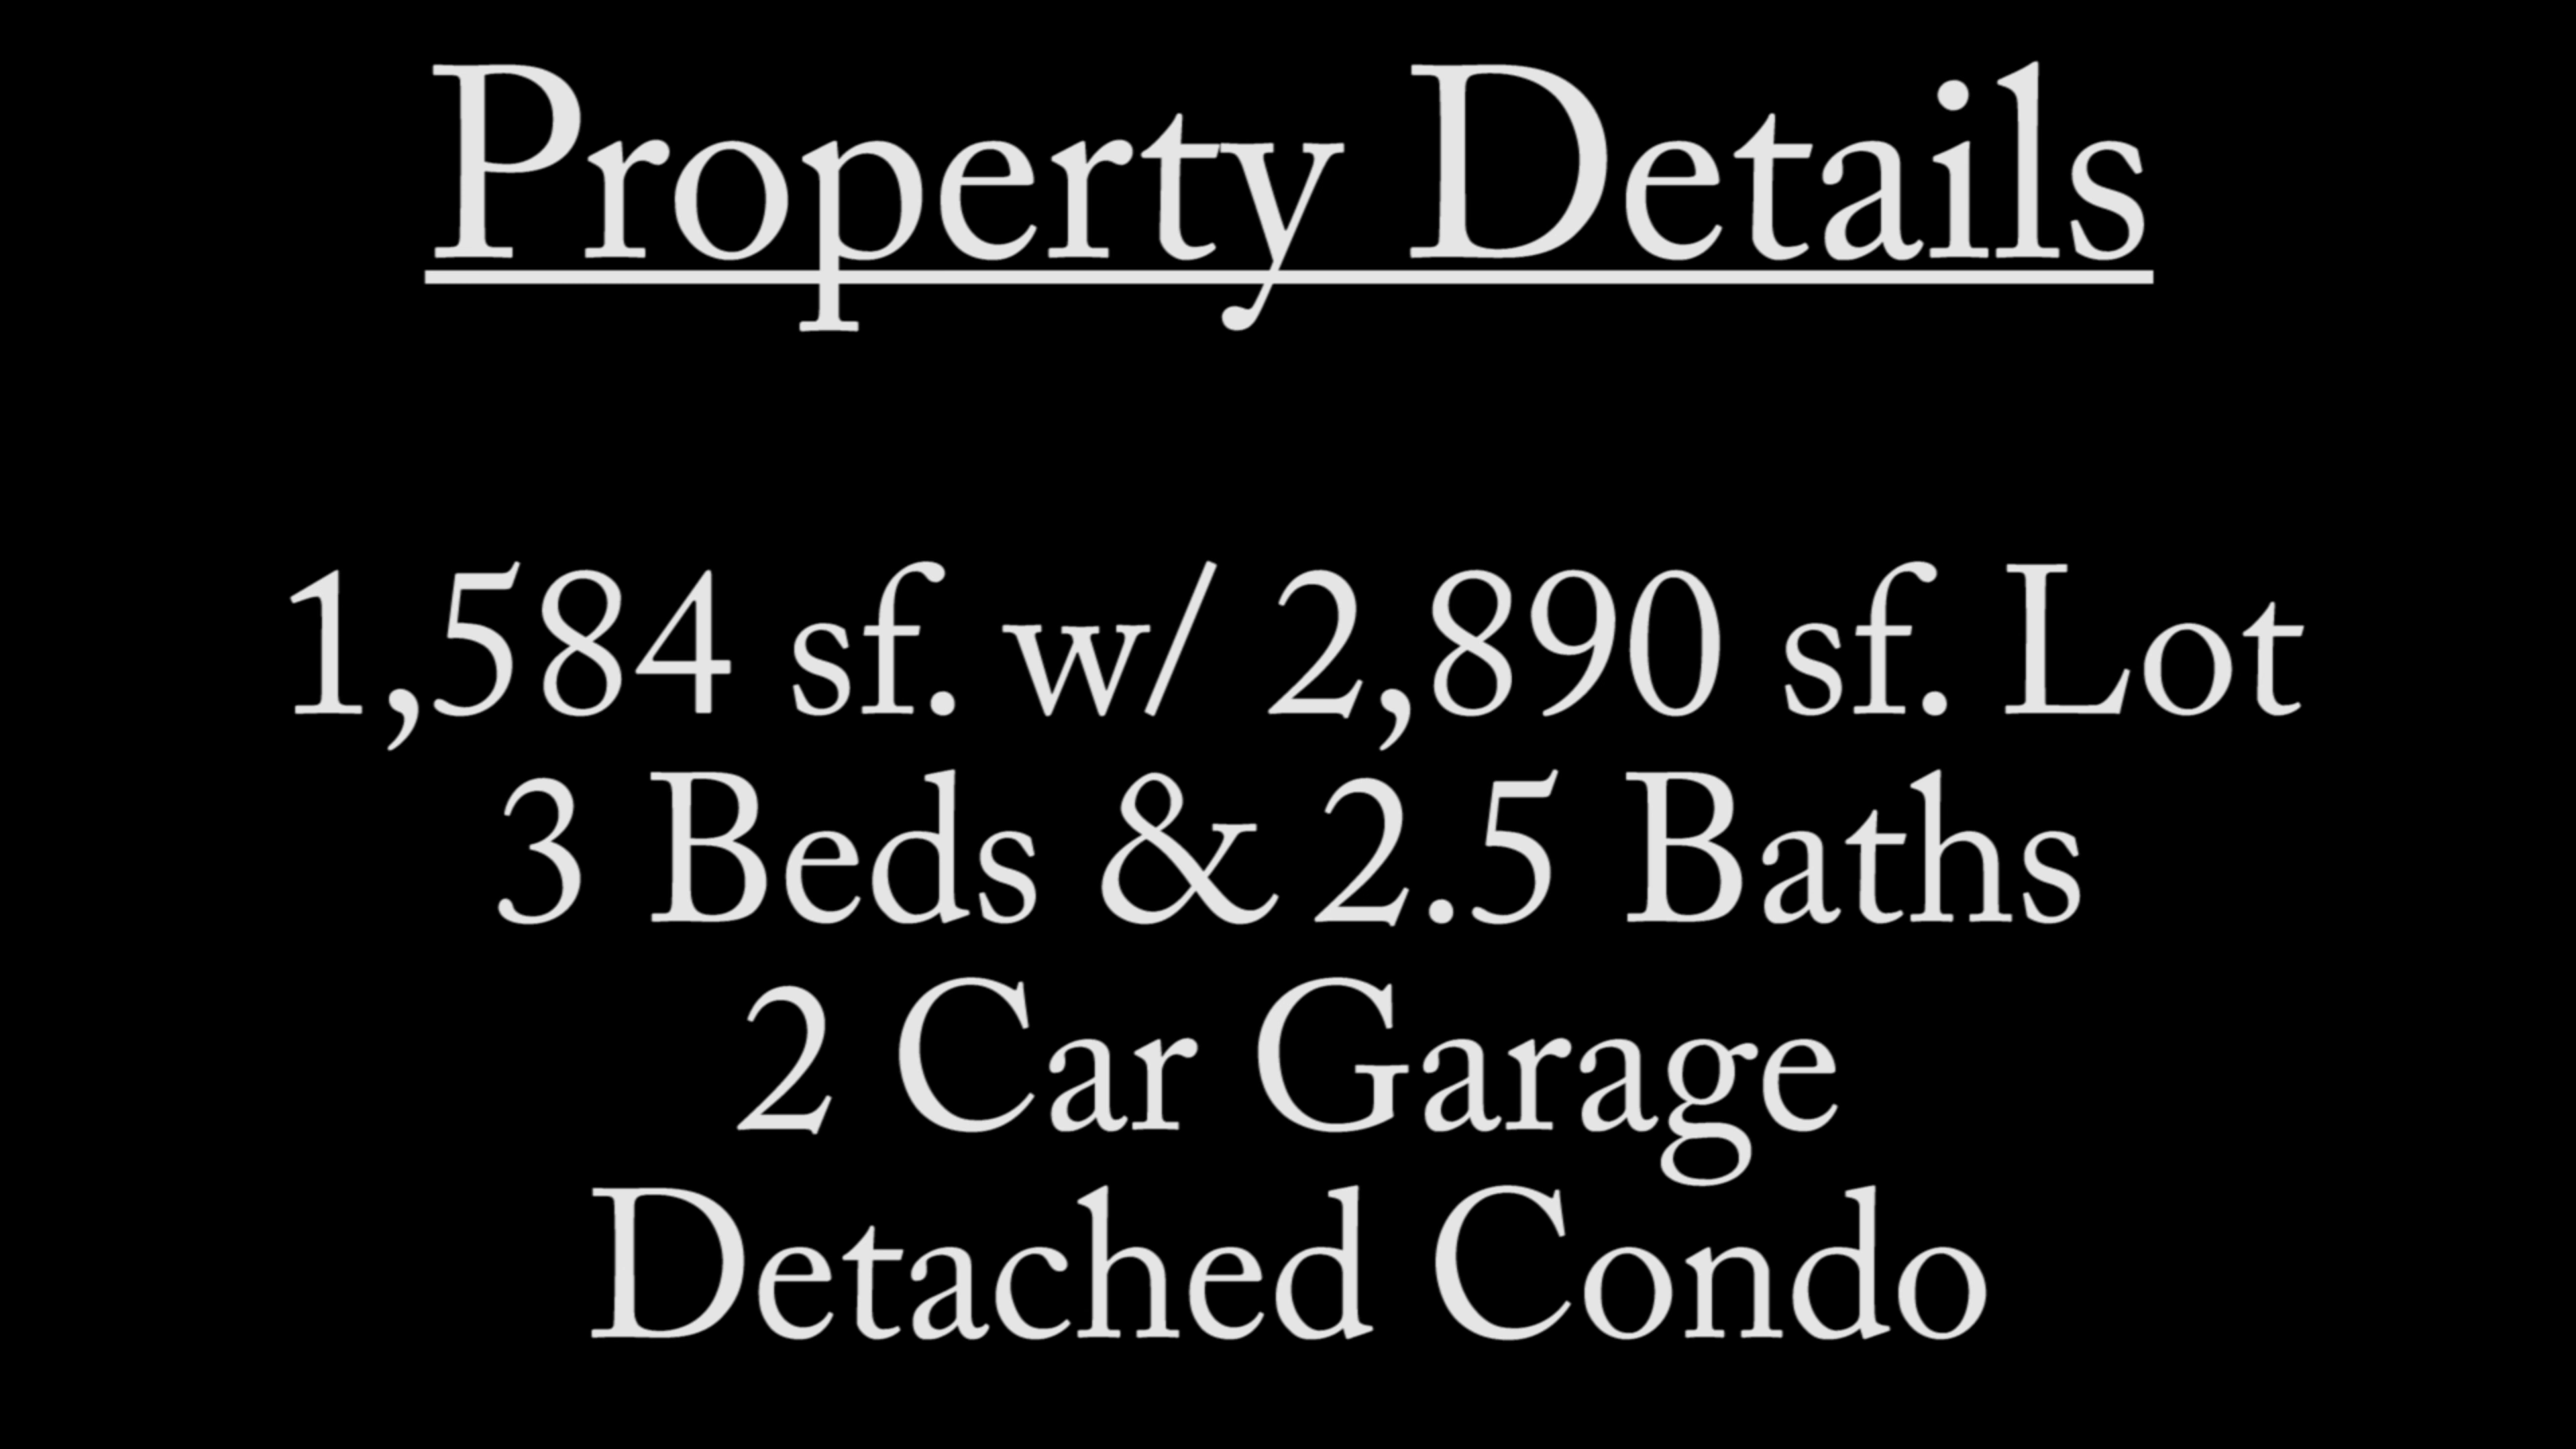 Property Details
1,584 sf. w/ 2,890 sf. Lot
3 Beds & 2.5 Baths
2 Car Garage
Detached Condo